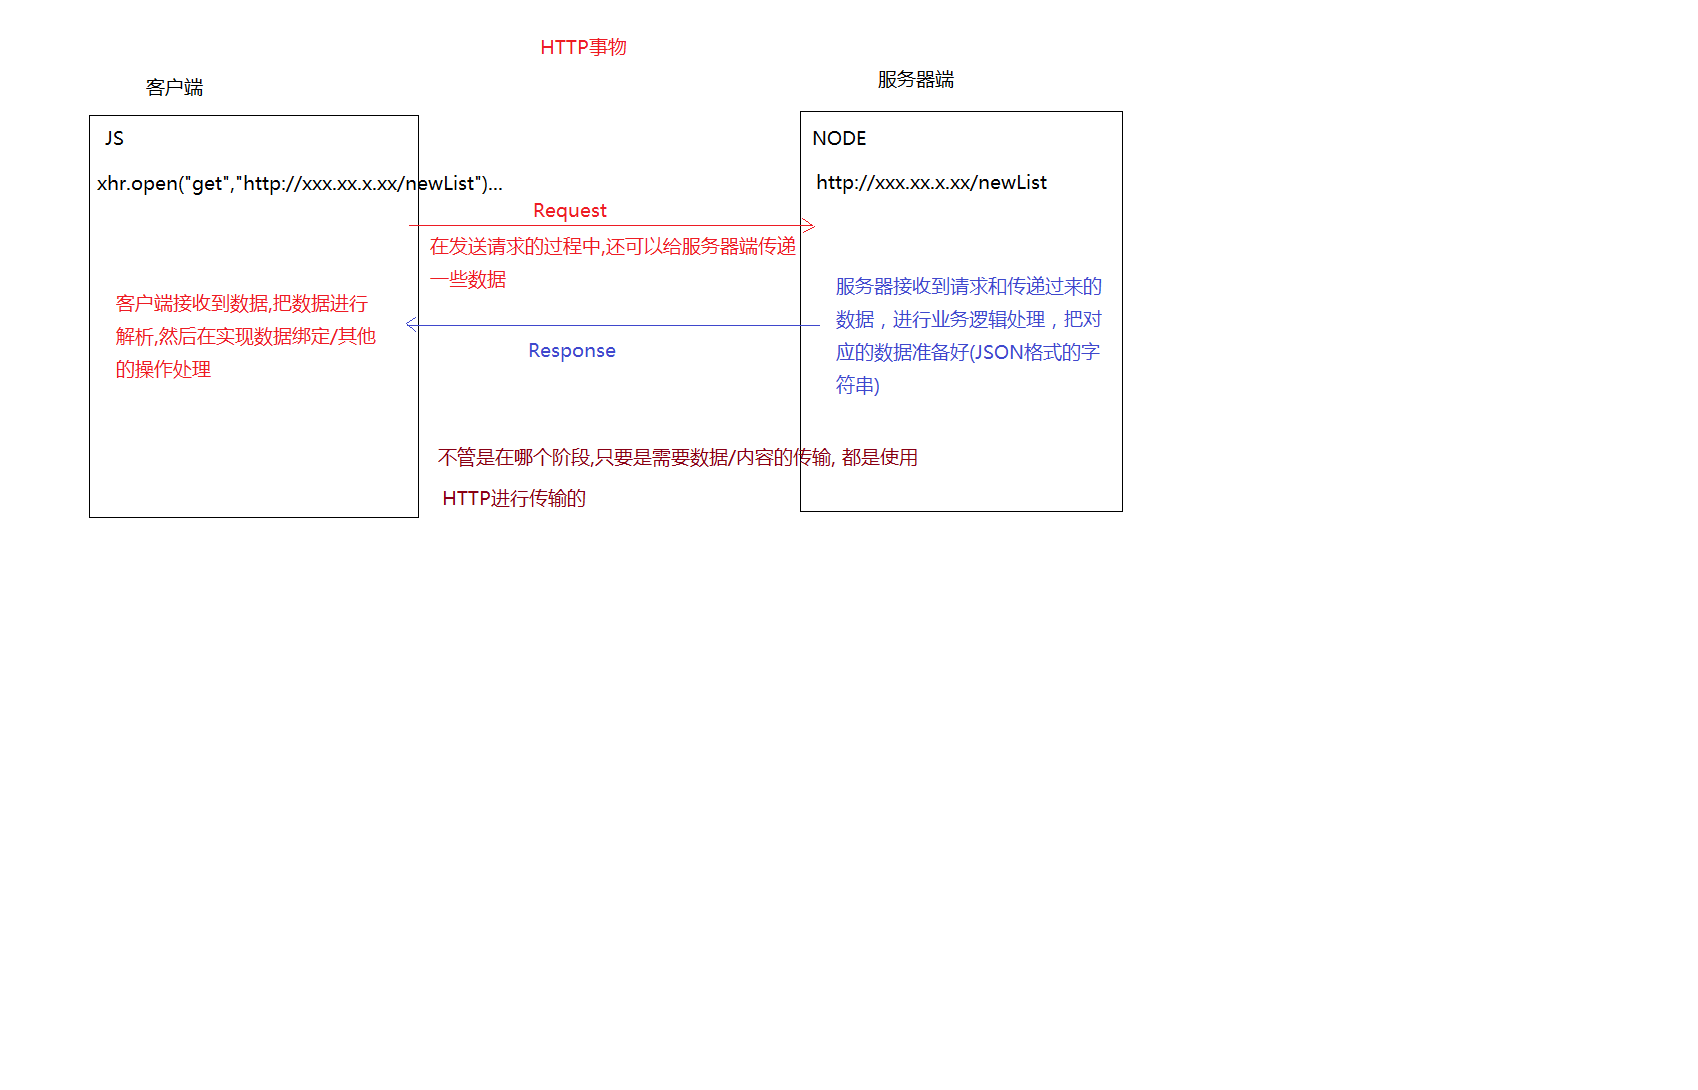 HTTP事物
客户端
服务器端
JS
NODE
xhr.open("get","http://xxx.xx.x.xx/newList")...
http://xxx.xx.x.xx/newList
Request
在发送请求的过程中,还可以给服务器端传递
一些数据
客户端接收到数据,把数据进行
解析,然后在实现数据绑定/其他
的操作处理
服务器接收到请求和传递过来的
数据，进行业务逻辑处理，把对
应的数据准备好(JSON格式的字
符串)
Response
不管是在哪个阶段,只要是需要数据/内容的传输, 都是使用
HTTP进行传输的